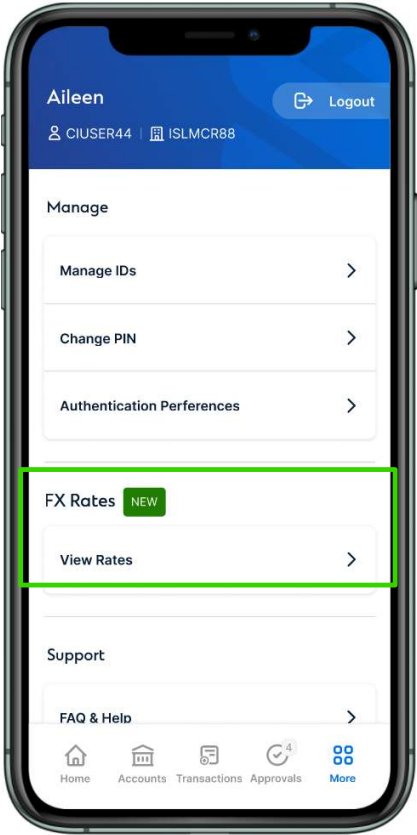 Aileen
Logout
CIUSER44 | ISLMCR88
Manage
Manage IDs
Change PIN
Authentication Perferences
FX Rates NEW
View Rates
Support
FAQ & Help
4
Home Accounts Transactions Approvals More